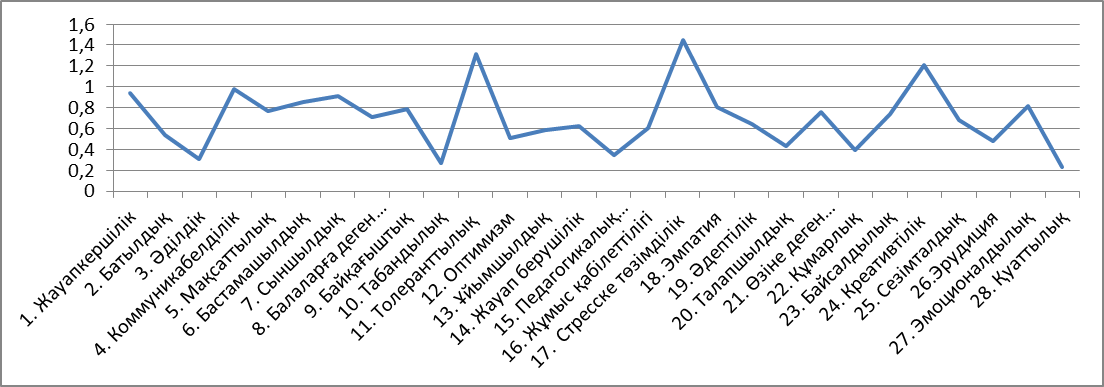 1,6
1,4
1,2
1
0,8
0,6
0,4
0,2
0
1. Жауапкершілік
2. Батылдық
3. Әділдік
4. Коммуникабелділік
5. Мақсаттылық
6. Бастамашылдық
7. Сыншылдық
8. Балаларға деген...
9. Байқағыштық
10. Табандылық
11. Толеранттылық
12. Оптимизм
13. Ұйымшылдық
14. Жауап берушілік
15. Педагогикалық...
16. Жұмыс қабілеттілігі
17. Стресске төзімділік
18. Эмпатия
19. Әдептілік
20. Талапшылдық
21. Өзіне деген...
22. Құмарлық
23. Байсалдылық
24. Креативтілік
25. Сезімталдық
26.Эрудиция
27. Эмоционалдылық
28. Қуаттылық